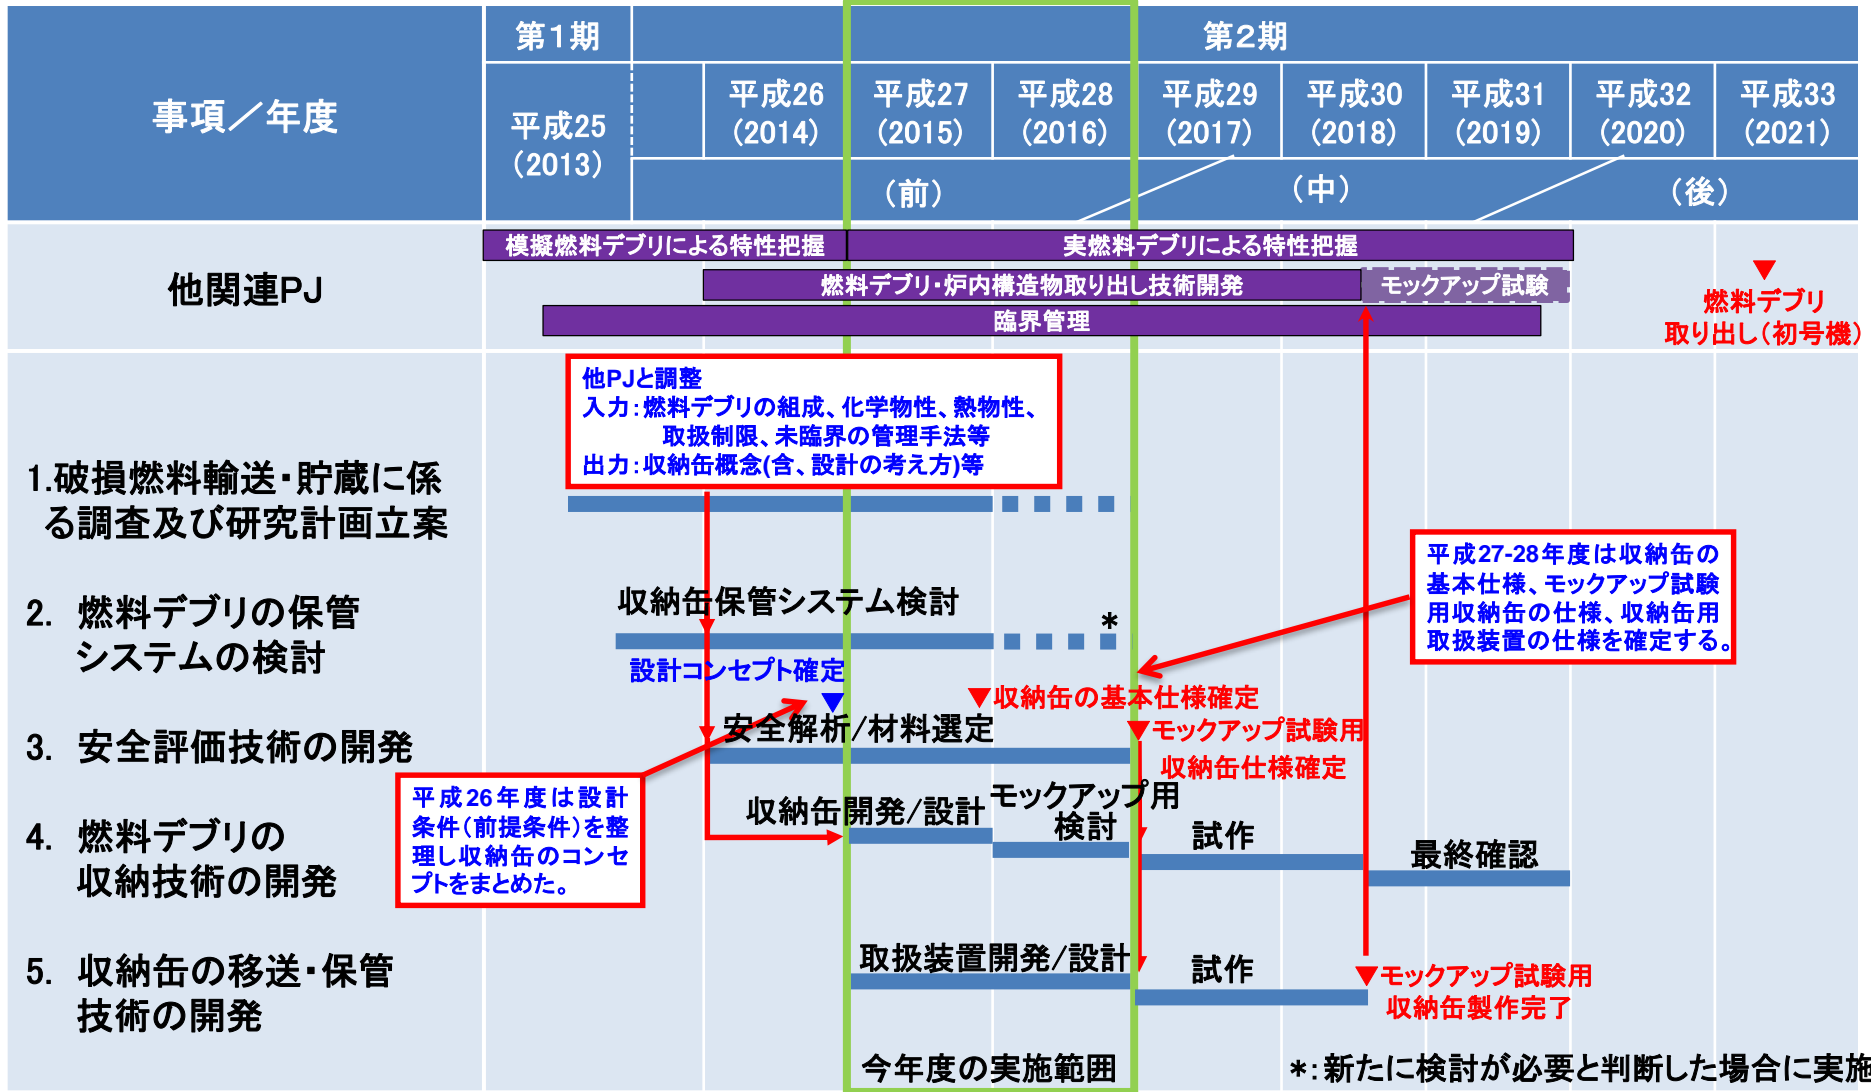 事項／年度
第１期
第２期
平成25
(2013)
平成26
(2014)
平成27
(2015)
平成28
(2016)
平成29
(2017)
平成30
(2018)
平成31
(2019)
平成32
(2020)
平成33
(2021)
（前）
（中）
（後）
他関連PJ
模擬燃料デブリによる特性把握
実燃料デブリによる特性把握
燃料デブリ・炉内構造物取り出し技術開発
モックアップ試験
臨界管理
燃料デブリ
取り出し（初号機）
他PJと調整
入力：燃料デブリの組成、化学物性、熱物性、
取扱制限、未臨界の管理手法等
出力：収納缶概念(含、設計の考え方)等
1.破損燃料輸送・貯蔵に係
る調査及び研究計画立案
平成27-28年度は収納缶の
基本仕様、モックアップ試験
用収納缶の仕様、収納缶用
取扱装置の仕様を確定する。
2. 燃料デブリの保管
システムの検討
収納缶保管システム検討
*
設計コンセプト確定
収納缶の基本仕様確定
3. 安全評価技術の開発
安全解析/材料選定
モックアップ試験用
収納缶仕様確定
平成26年度は設計
条件（前提条件）を整
理し収納缶のコンセ
プトをまとめた。
4. 燃料デブリの
収納技術の開発
収納缶開発/設計
モックアップ用
検討
試作
最終確認
5. 収納缶の移送・保管
技術の開発
取扱装置開発/設計
試作
モックアップ試験用
収納缶製作完了
今年度の実施範囲
*：新たに検討が必要と判断した場合に実施